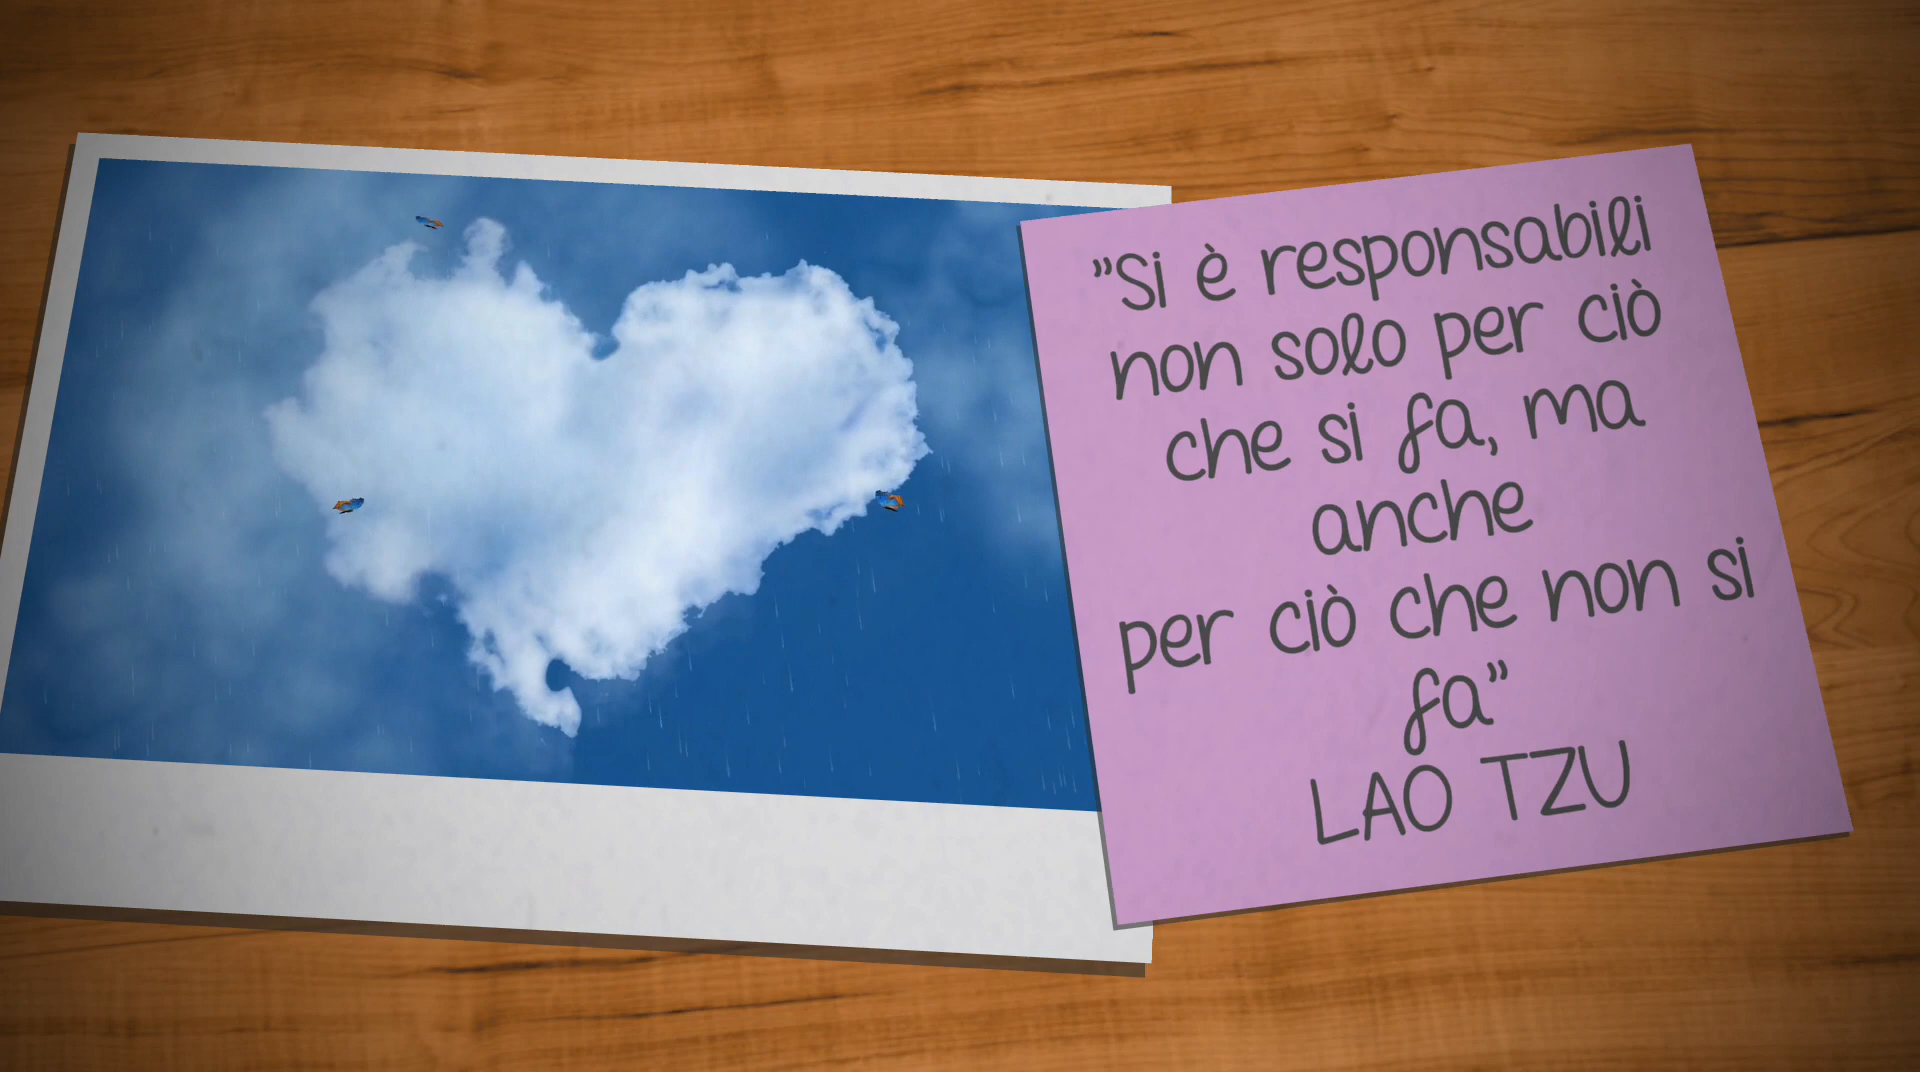 ”Si è responsabili
non solo per ciò
che si fa, ma
anche
per ciò che non si
fa”
LAO TZU